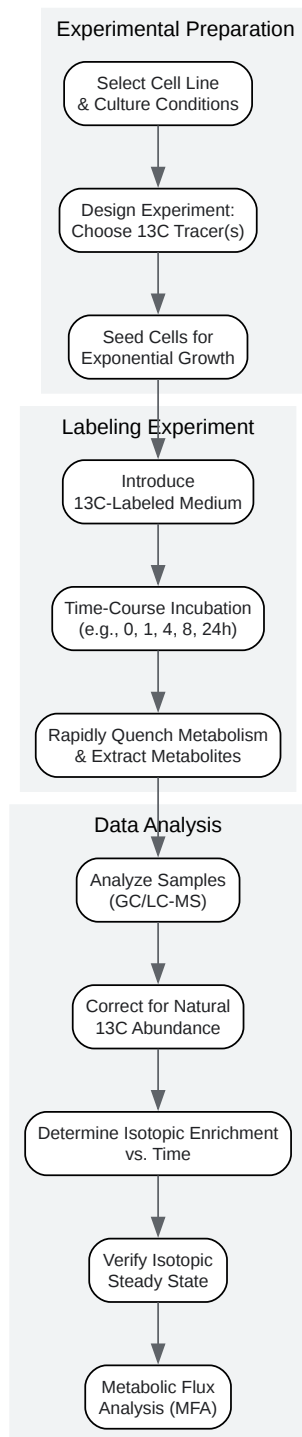 Experimental Preparation
Select Cell Line
& Culture Conditions
Design Experiment:
Choose 13C Tracer(s)
Seed Cells for
Exponential Growth
Labeling Experiment
Introduce
13C-Labeled Medium
Time-Course Incubation
(e.g., 0, 1, 4, 8, 24h)
Rapidly Quench Metabolism
& Extract Metabolites
Data Analysis
Analyze Samples
(GC/LC-MS)
Correct for Natural
13C Abundance
Determine Isotopic Enrichment
vs. Time
Verify Isotopic
Steady State
Metabolic Flux
Analysis (MFA)